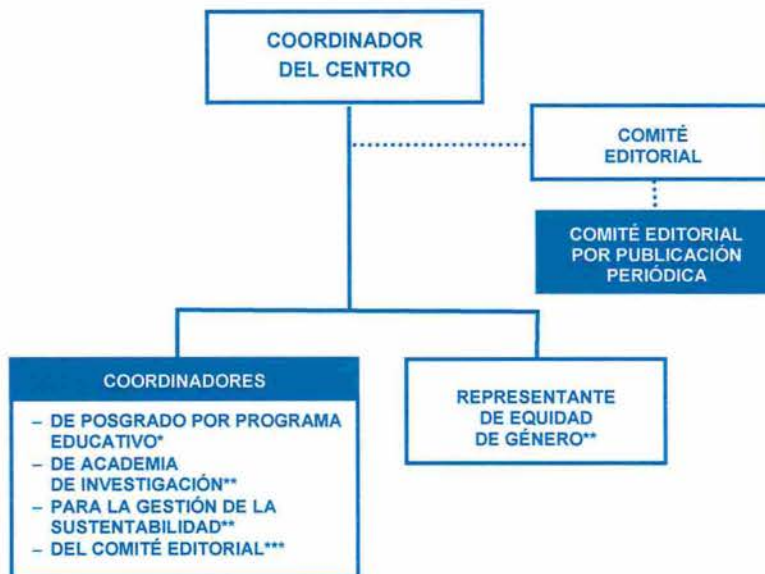 COORDINADOR
DEL CENTRO
COMITÉ
EDITORIAL
COMITÉ EDITORIAL
POR PUBLICACIÓN
PERIÓDICA
COORDINADORES
– DE POSGRADO POR PROGRAMA
EDUCATIVO*
– DE ACADEMIA
DE INVESTIGACIÓN**
– PARA LA GESTIÓN DE LA
SUSTENTABILIDAD**
– DEL COMITÉ EDITORIAL***
REPRESENTANTE
DE EQUIDAD
DE GÉNERO**